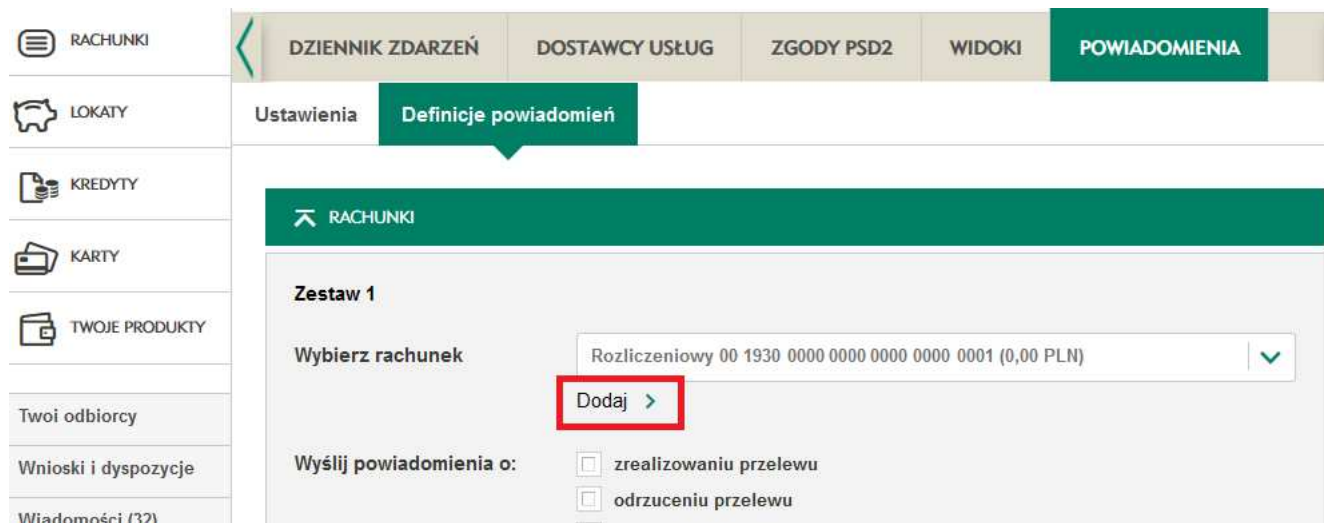 RACHUNKI
LOKATY
KREDYTY
KARTY
TWOJE PRODUKTY
Twoi odbiorcy
Wnioski i dyspozycje
Wiadomości (32)
DZIENNIK ZDARZEŃ DOSTAWCY USŁUG ZGODY PSD2 WIDOKI POWIADOMIENIA
Ustawienia Definicje powiadomień
RACHUNKI
Zestaw 1
Wybierz rachunek Rozliczeniowy 00 1930 0000 0000 0000 0000 0001 (0,00 PLN)
Dodaj >
Wyślij powiadomienia o: zrealizowaniu przelewu
odrzuceniu przelewu